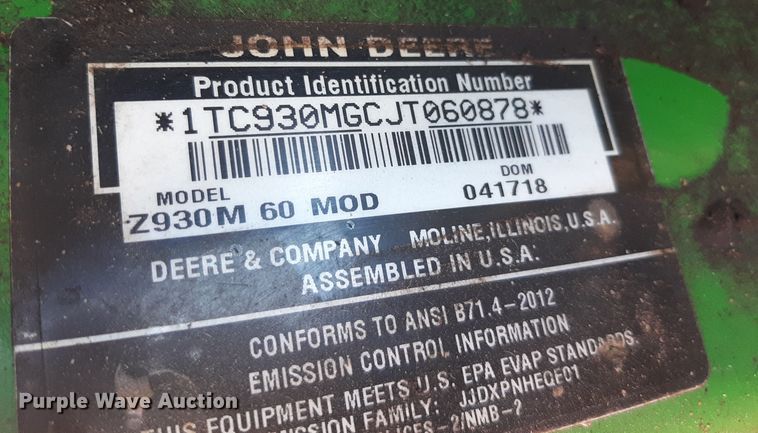 JOHN DEERE
Product Identification Number
*1TC930MGCJT060878*
MODEL DOM
Z930M 60 MOD 041718
DEERE & COMPANY MOLINE, ILLINOIS, U.S.A.
ASSEMBLED IN U.S.A.
CONFORMS TO ANSI B71.4-2012
EMISSION CONTROL INFORMATION
THIS EQUIPMENT MEETS U.S. EPA EVAP STANDARDS.
EMISSION FAMILY: JJDXPNHEQF01
Purple Wave Auction